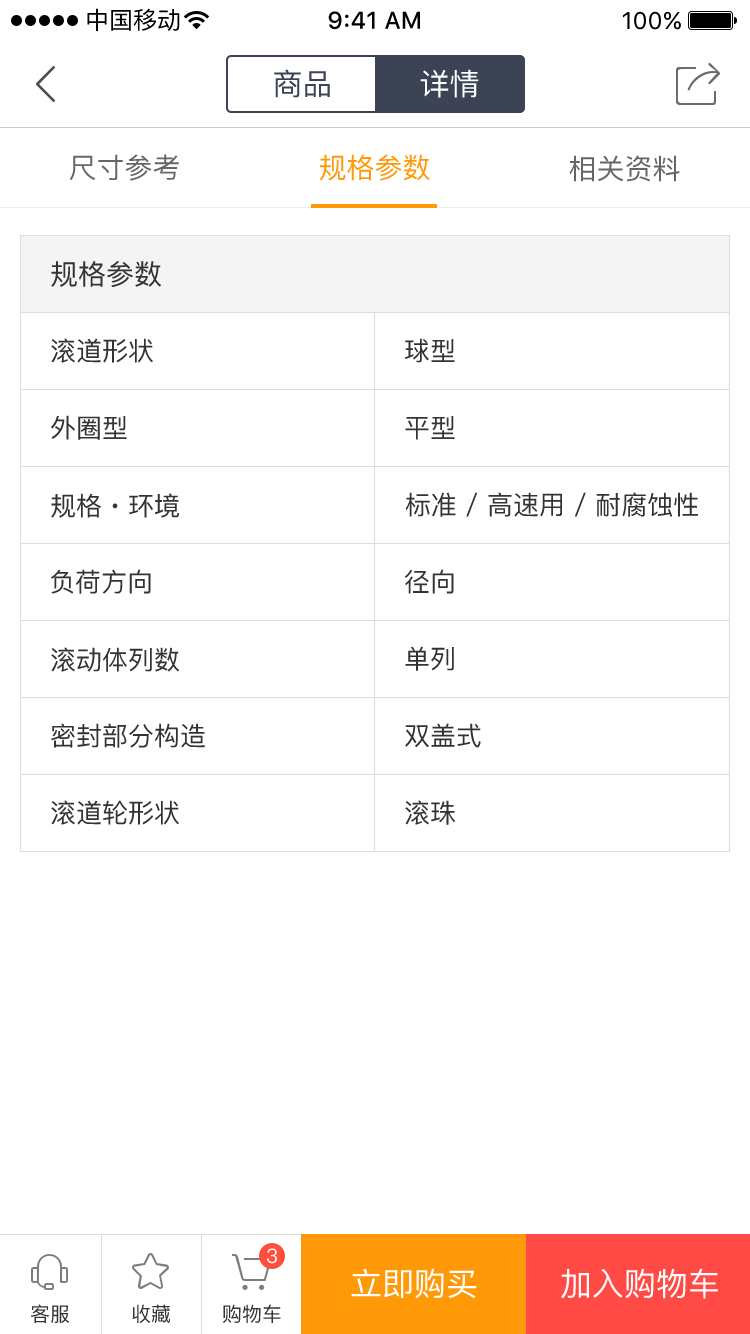 中国移动 9:41 AM 100%
商品 详情
尺寸参考 规格参数 相关资料
规格参数
滚道形状 球型
外圈型 平型
规格·环境 标准 / 高速用 / 耐腐蚀性
负荷方向 径向
滚动体列数 单列
密封部分构造 双盖式
滚道轮形状 滚珠
3
客服 收藏 购物车 立即购买 加入购物车